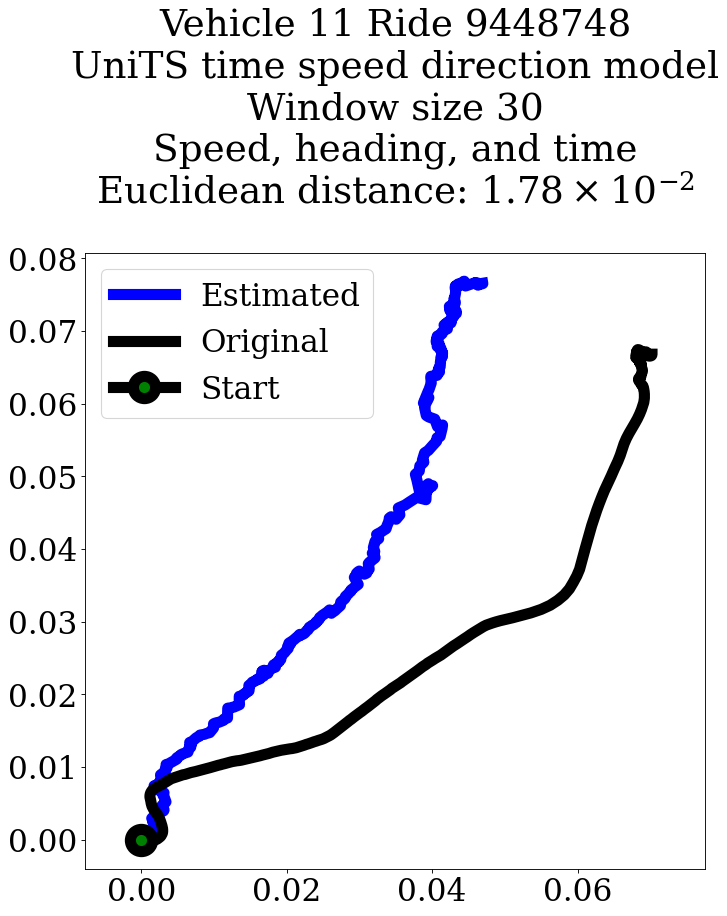 Vehicle 11 Ride 9448748
UniTS time speed direction model
Window size 30
Speed, heading, and time
Euclidean distance: 1.78 × 10⁻²
0.08
Estimated
0.07
Original
Start
0.06
0.05
0.04
0.03
0.02
0.01
0.00
0.00 0.02 0.04 0.06